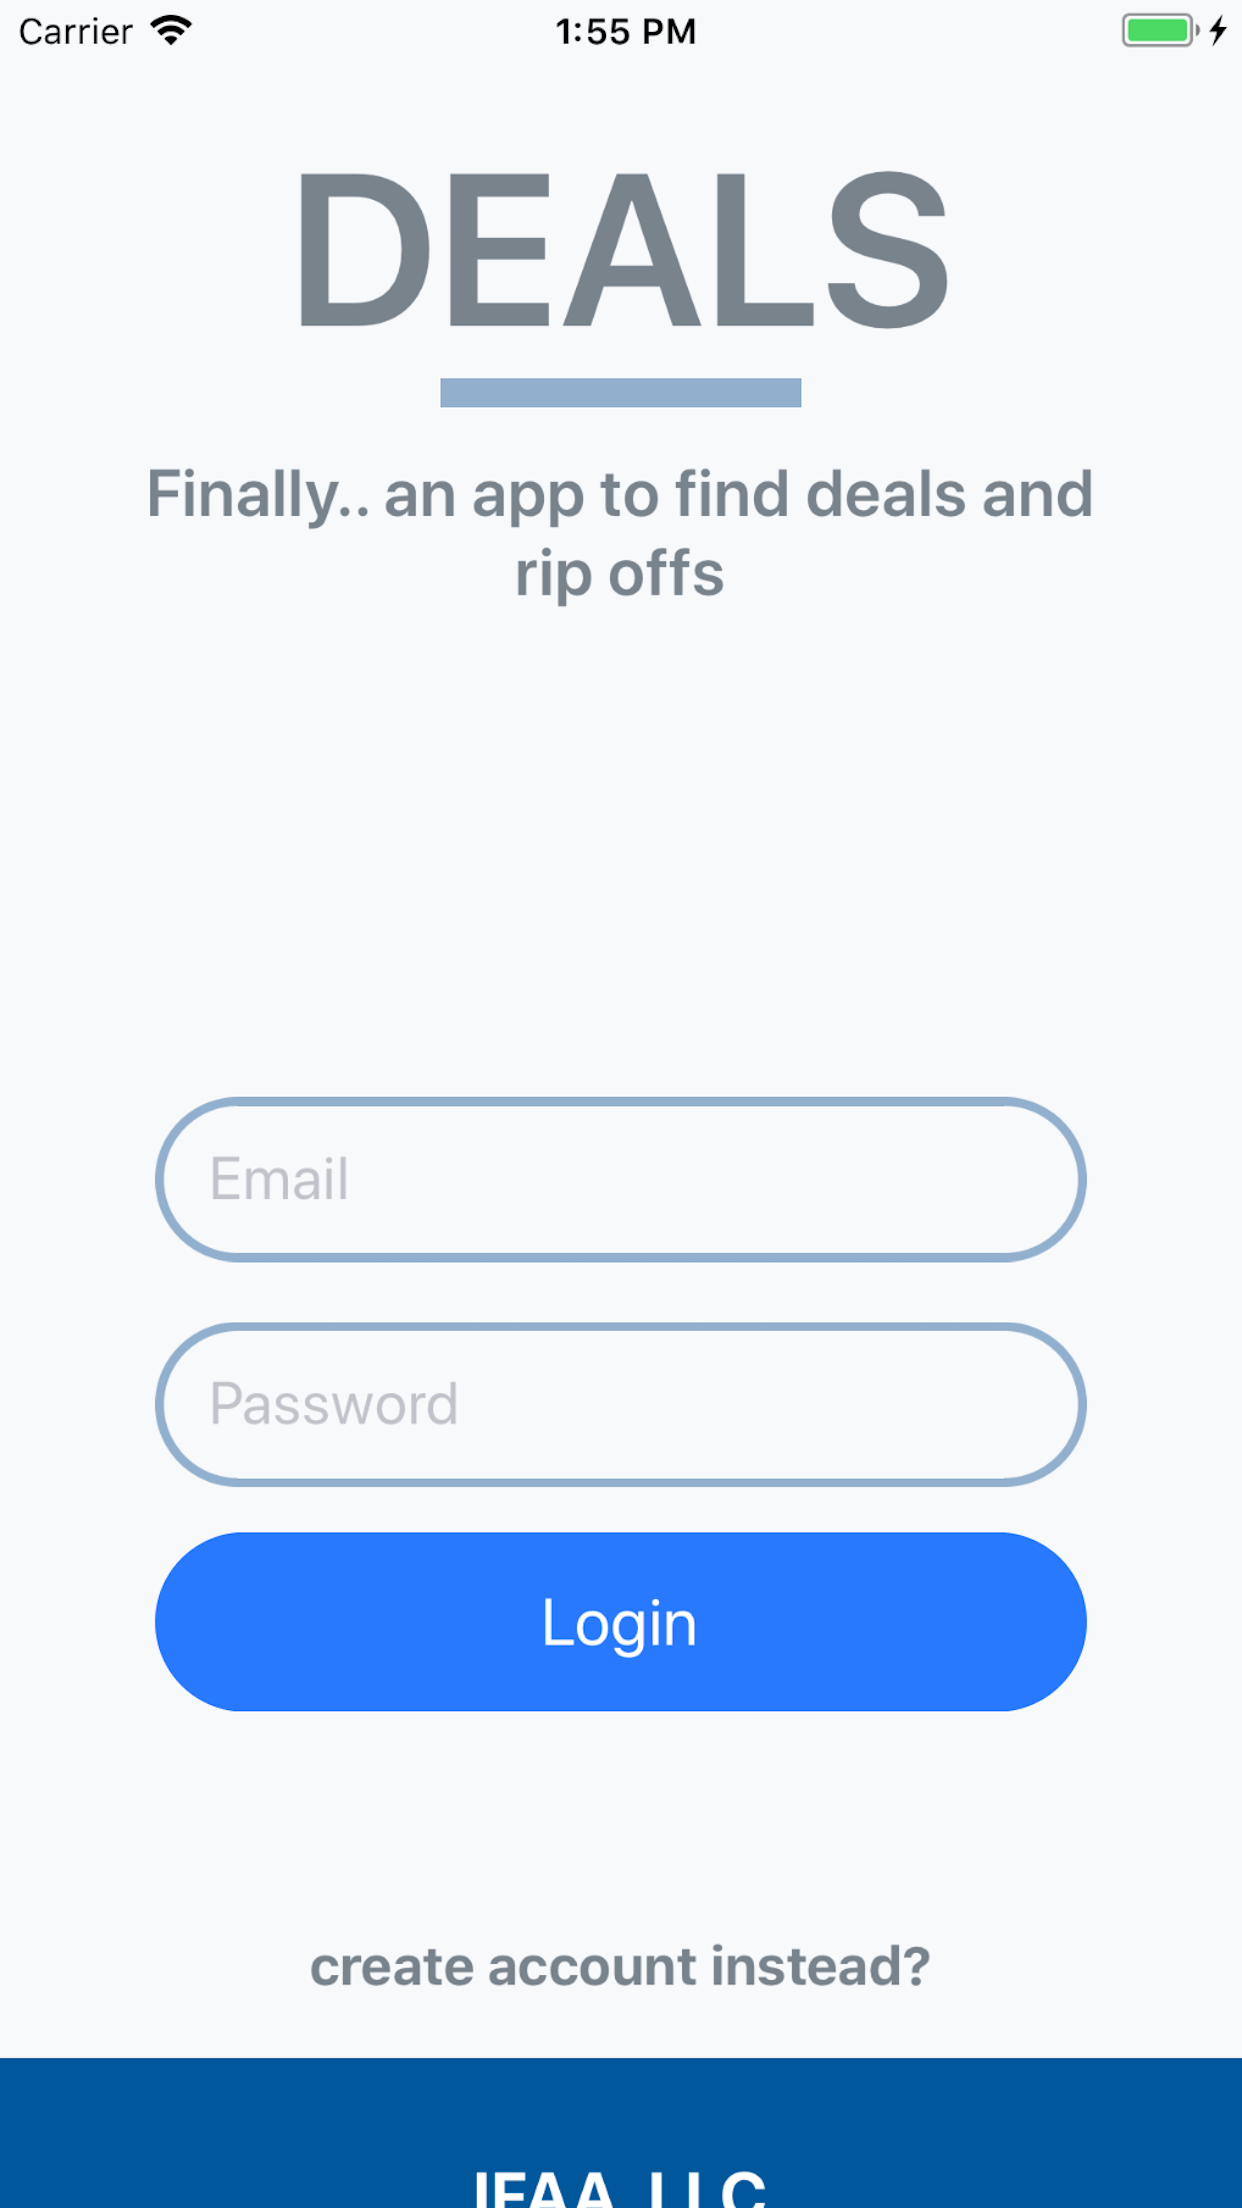 Carrier
1:55 PM
DEALS
Finally.. an app to find deals and
rip offs
Email
Password
Login
create account instead?
LLC